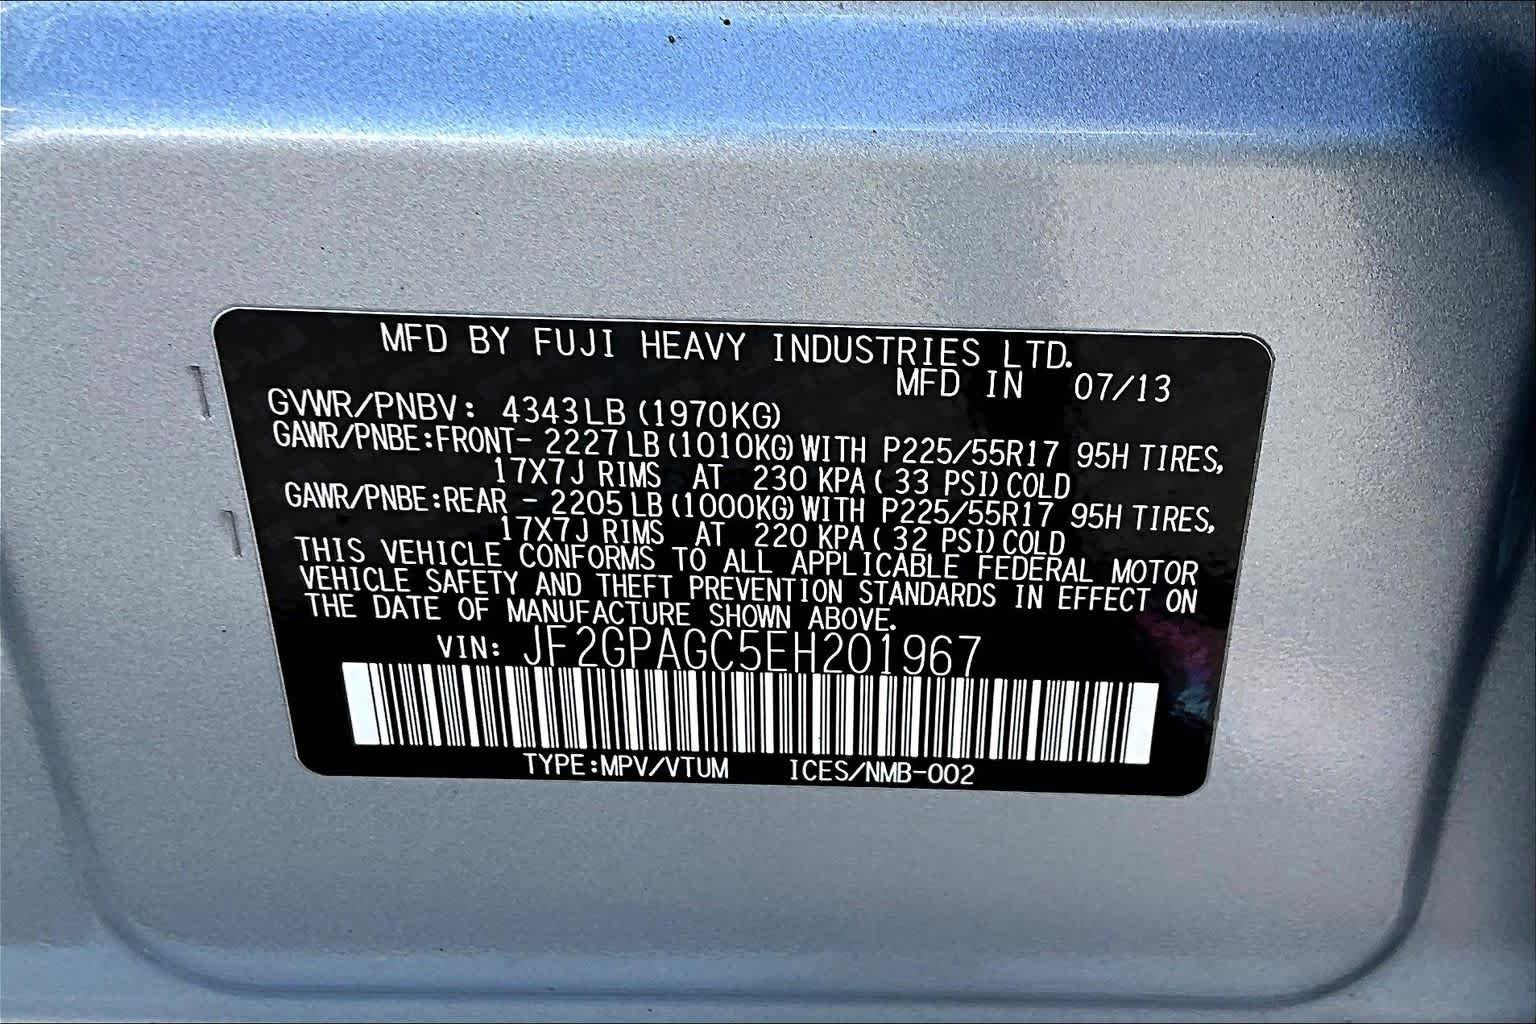 MFD BY FUJI HEAVY INDUSTRIES LTD.
MFD IN 07/13
GVWR/PNBV: 4343LB (1970KG)
GAWR/PNBE:FRONT- 2227LB (1010KG) WITH P225/55R17 95H TIRES,
17X7J RIMS AT 230 KPA( 33 PSI) COLD
GAWR/PNBE:REAR - 2205LB (1000KG) WITH P225/55R17 95H TIRES,
17X7J RIMS AT 220 KPA( 32 PSI) COLD
THIS VEHICLE CONFORMS TO ALL APPLICABLE FEDERAL MOTOR
VEHICLE SAFETY AND THEFT PREVENTION STANDARDS IN EFFECT ON
THE DATE OF MANUFACTURE SHOWN ABOVE.
VIN: JF2GPAGC5EH201967
TYPE:MPV/VTUM ICES/NMB-002